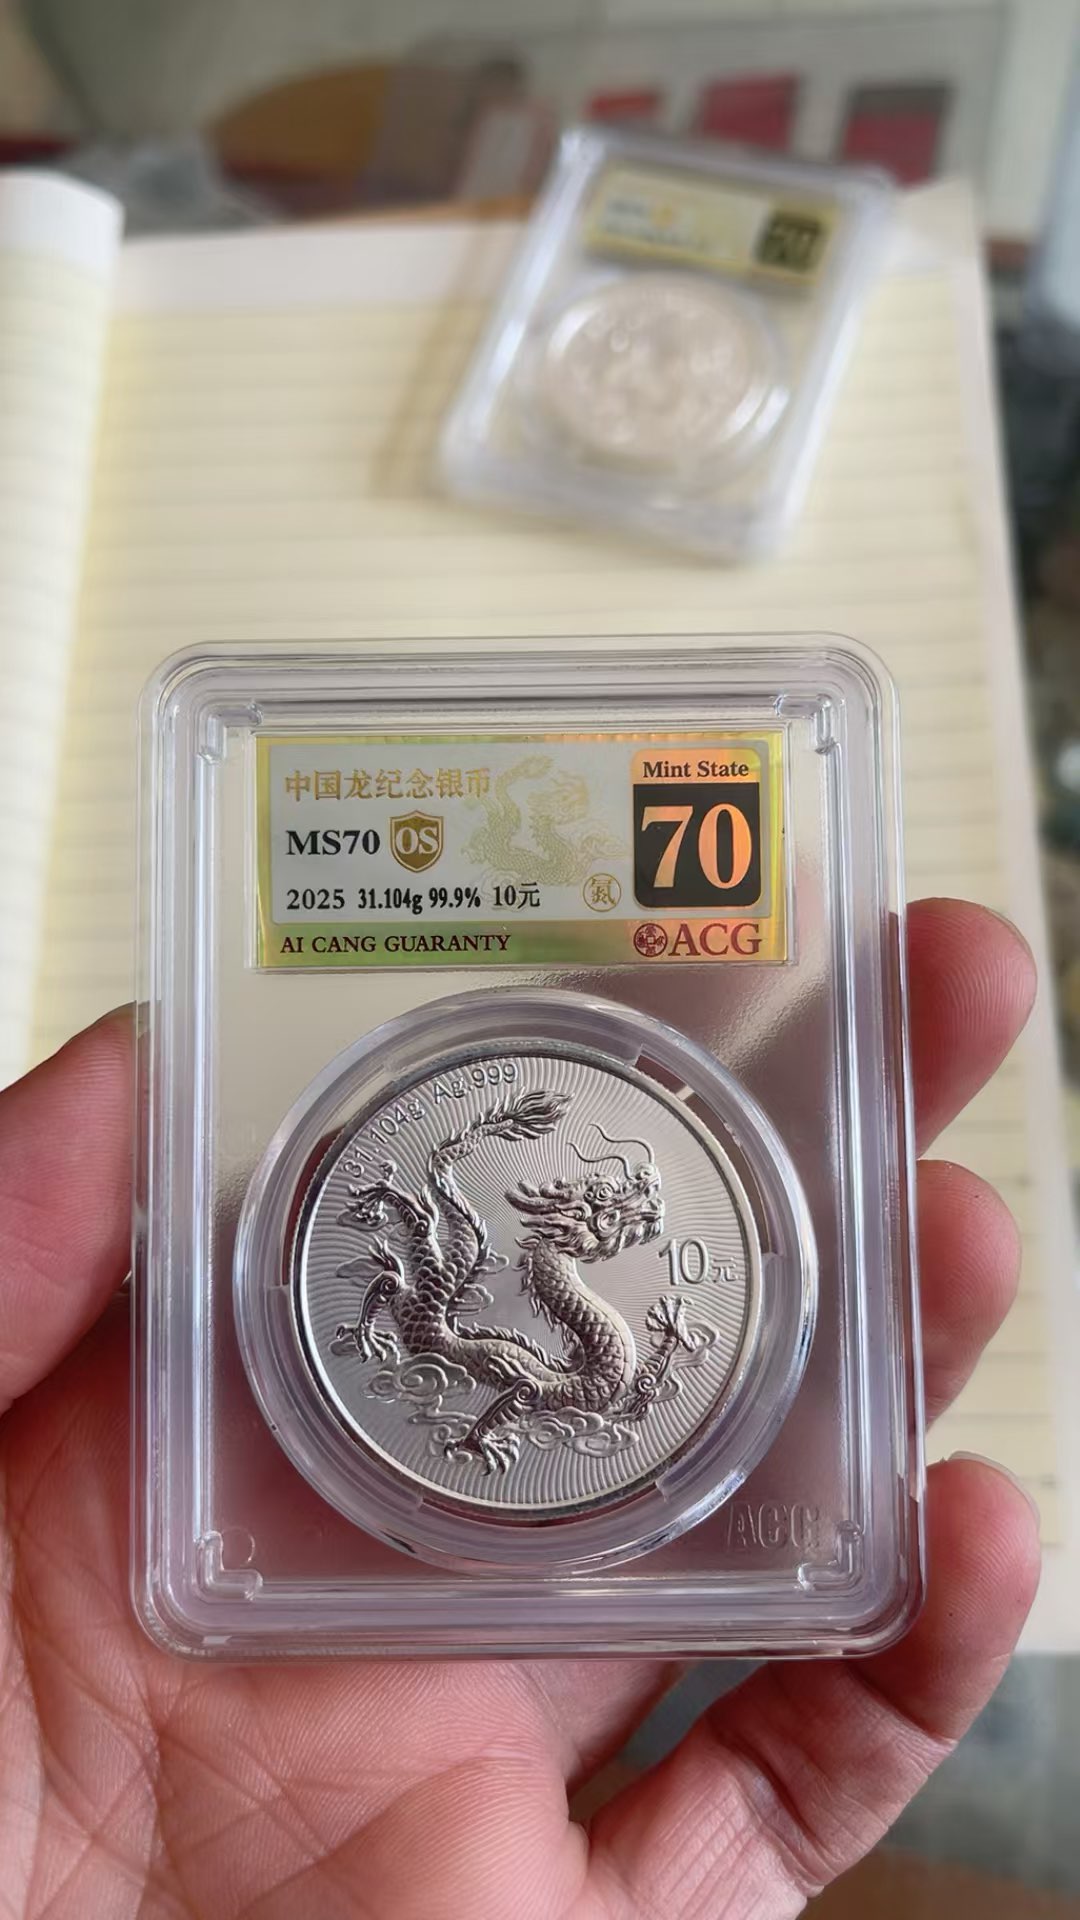 中国龙纪念银币
Mint State
MS70 OS
70
2025 31.104g 99.9% 10元
氮
AI CANG GUARANTY
ACG
31.104g Ag.999
10元
ACG